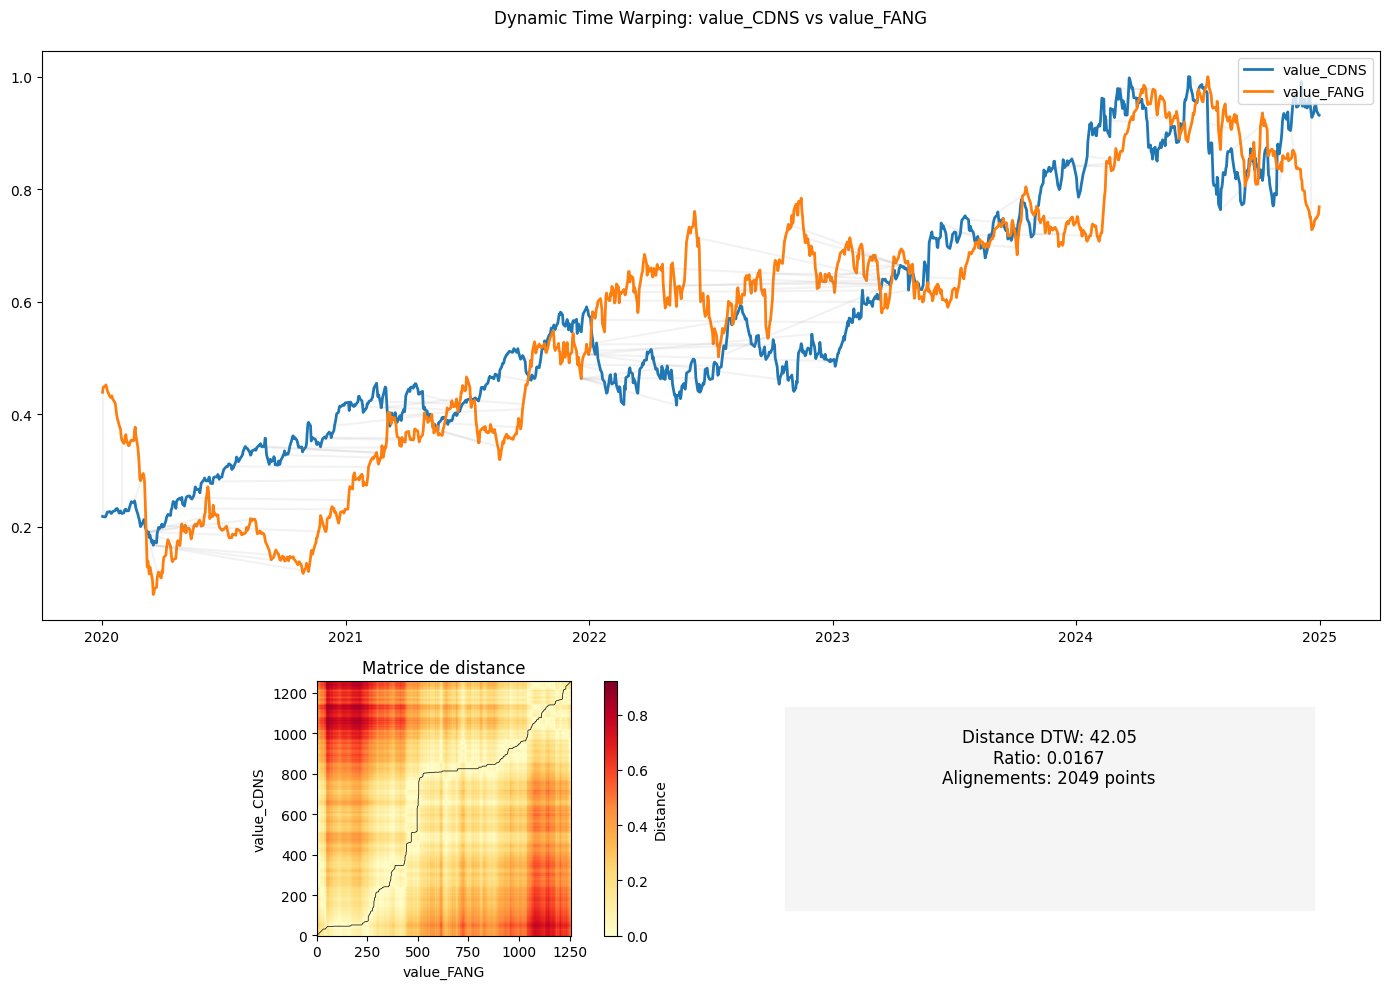 Dynamic Time Warping: value_CDNS vs value_FANG
value_CDNS
value_FANG
1.0
0.8
0.6
0.4
0.2
2020 2021 2022 2023 2024 2025
Matrice de distance
value_CDNS
1200
1000
800
600
400
200
0
0 250 500 750 1000 1250
value_FANG
0.8
0.6
0.4
0.2
0.0
Distance
Distance DTW: 42.05
Ratio: 0.0167
Alignements: 2049 points